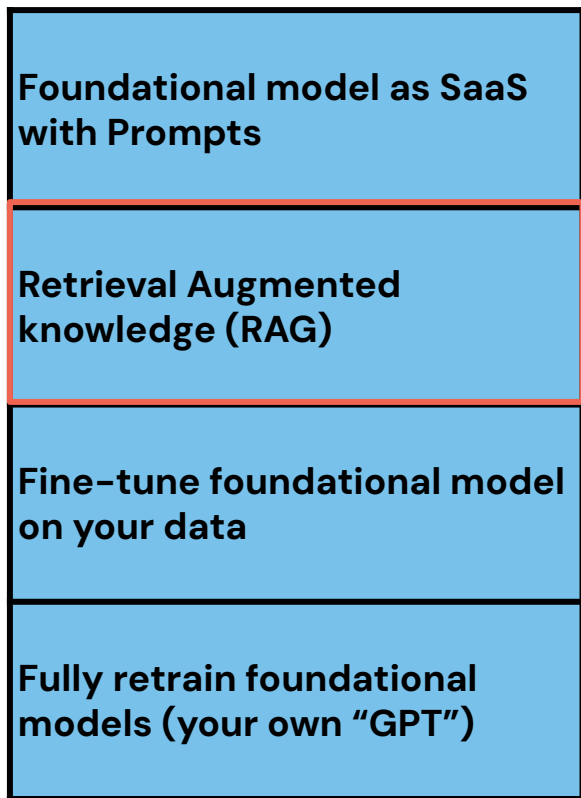 Foundational model as SaaS
with Prompts
Retrieval Augmented
knowledge (RAG)
Fine-tune foundational model
on your data
Fully retrain foundational
models (your own “GPT”)